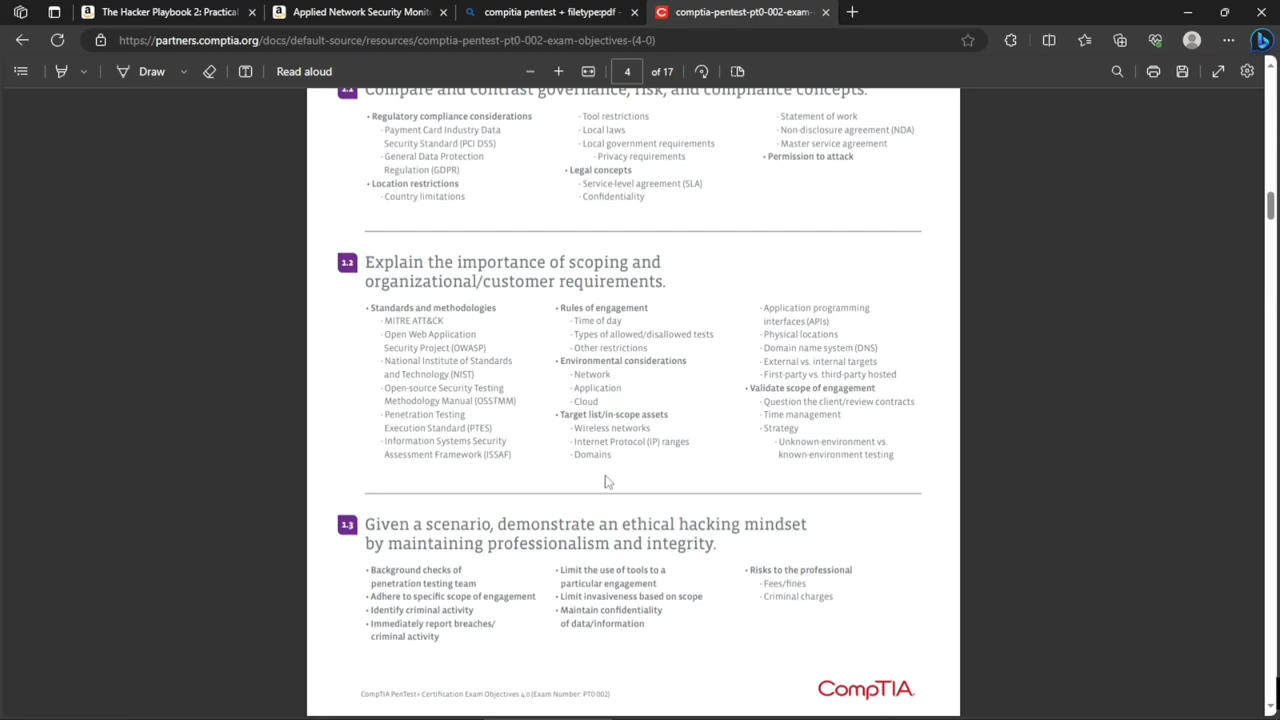 The Hacker Playbook 2: Practical
Applied Network Security Monito
comptia pentest + filetype:pdf -
comptia-pentest-pt0-002-exam-
https://partners.comptia.org/docs/default-source/resources/comptia-pentest-pt0-002-exam-objectives-(4-0)
Draw
Read aloud
4
of 17
1.1
Compare and contrast governance, risk, and compliance concepts.
• Regulatory compliance considerations
- Payment Card Industry Data
Security Standard (PCI DSS)
- General Data Protection
Regulation (GDPR)
• Location restrictions
- Country limitations
- Tool restrictions
- Local laws
- Local government requirements
- Privacy requirements
• Legal concepts
- Service-level agreement (SLA)
- Confidentiality
- Statement of work
- Non-disclosure agreement (NDA)
- Master service agreement
• Permission to attack
1.2
Explain the importance of scoping and
organizational/customer requirements.
• Standards and methodologies
- MITRE ATT&CK
- Open Web Application
Security Project (OWASP)
- National Institute of Standards
and Technology (NIST)
- Open-source Security Testing
Methodology Manual (OSSTMM)
- Penetration Testing
Execution Standard (PTES)
- Information Systems Security
Assessment Framework (ISSAF)
• Rules of engagement
- Time of day
- Types of allowed/disallowed tests
- Other restrictions
• Environmental considerations
- Network
- Application
- Cloud
• Target list/in-scope assets
- Wireless networks
- Internet Protocol (IP) ranges
- Domains
- Application programming
interfaces (APIs)
- Physical locations
- Domain name system (DNS)
- External vs. internal targets
- First-party vs. third-party hosted
• Validate scope of engagement
- Question the client/review contracts
- Time management
- Strategy
- Unknown-environment vs.
known-environment testing
1.3
Given a scenario, demonstrate an ethical hacking mindset
by maintaining professionalism and integrity.
• Background checks of
penetration testing team
• Adhere to specific scope of engagement
• Identify criminal activity
• Immediately report breaches/
criminal activity
• Limit the use of tools to a
particular engagement
• Limit invasiveness based on scope
• Maintain confidentiality
of data/information
• Risks to the professional
- Fees/fines
- Criminal charges
CompTIA PenTest+ Certification Exam Objectives 4.0 (Exam Number: PT0-002)
CompTIA.